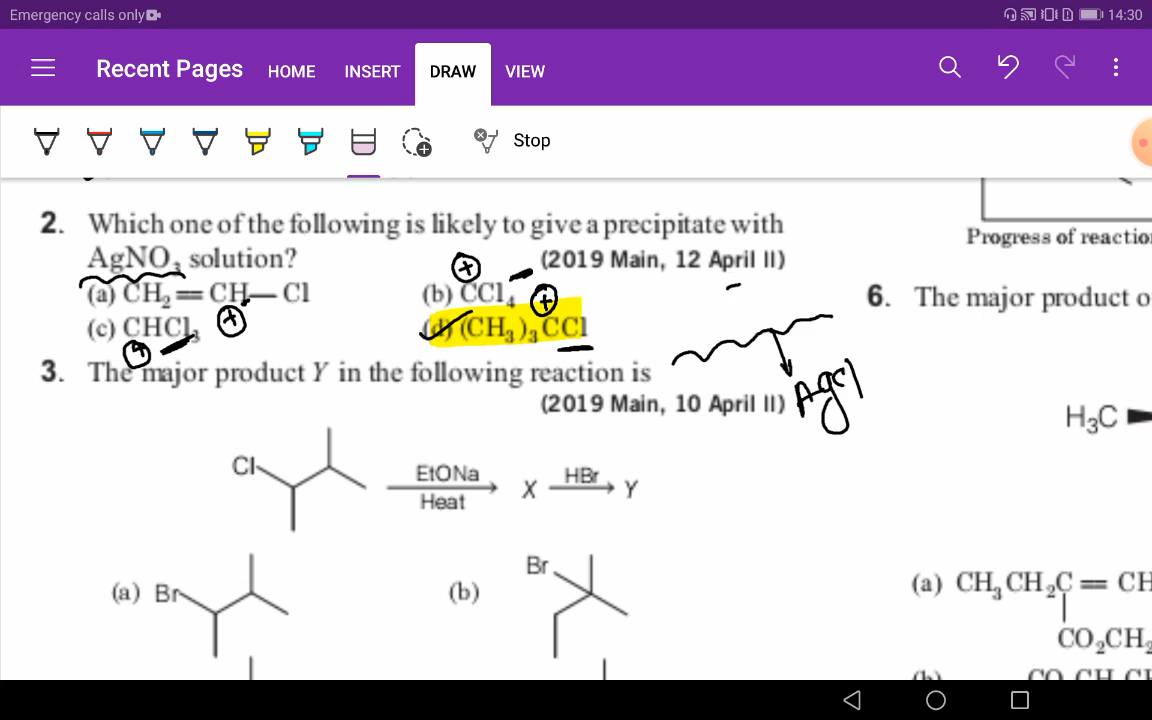 Emergency calls only
14:30
Recent Pages HOME INSERT DRAW VIEW
Stop
2. Which one of the following is likely to give a precipitate with
AgNO₃ solution? (2019 Main, 12 April II)
(a) CH₂=CH—Cl (b) CCl₄
(c) CHCl₃ (d) (CH₃)₃CCl
AgCl
3. The major product Y in the following reaction is
(2019 Main, 10 April II)
Cl
EtONa
Heat
X HBr Y
(a) Br
(b) Br
Progress of
6. The major product
H₃C
(a) CH₃CH₂C=CH
CO₂CH₂